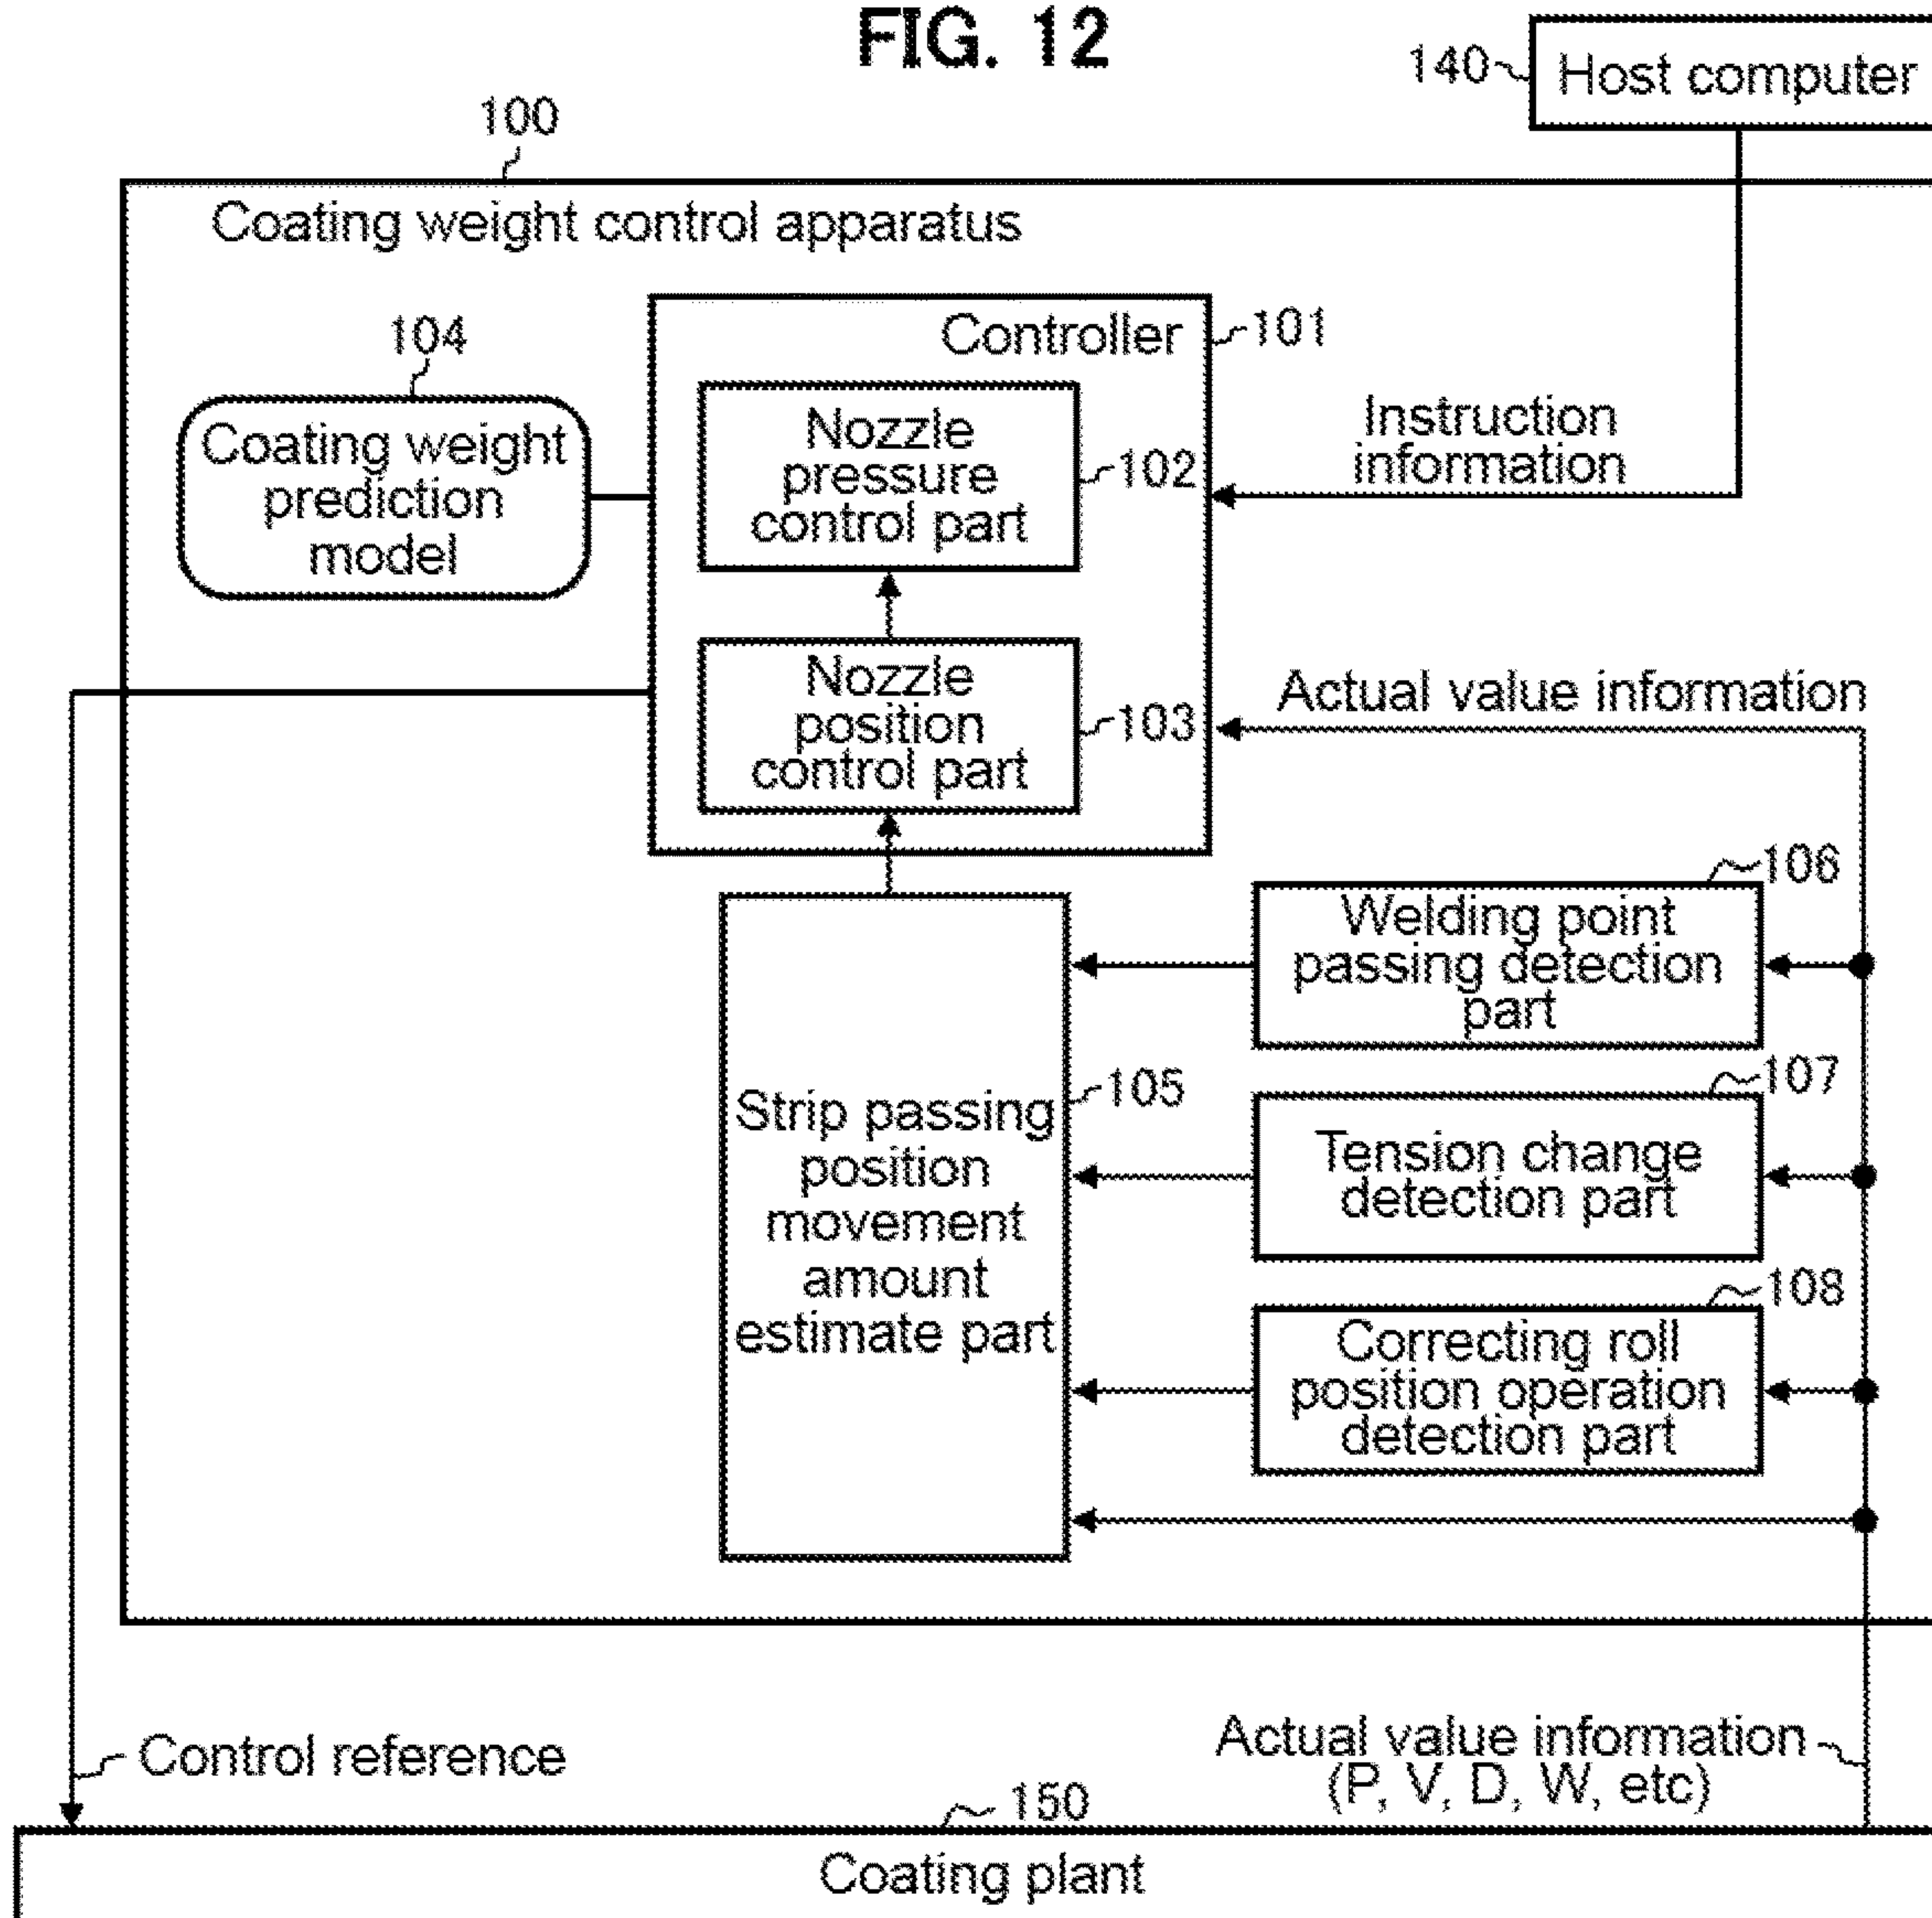 FIG. 12
140
Host computer
100
Coating weight control apparatus
Controller
101
104
Coating weight
prediction
model
Nozzle
pressure
control part
102
Instruction
information
Nozzle
position
control part
103
Actual value information
106
Welding point
passing detection
part
105
107
Strip passing
position
movement
amount
estimate part
Tension change
detection part
108
Correcting roll
position operation
detection part
Control reference
Actual value information
(P, V, D, W, etc)
150
Coating plant